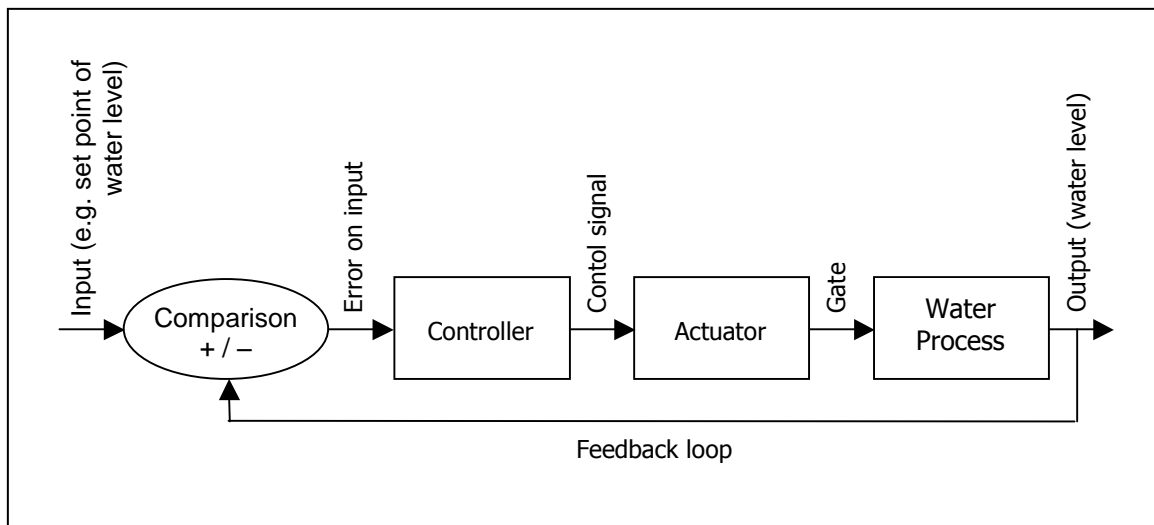 Input (e.g. set point of
water level)
Error on input
Contol signal
Gate
Output (water level)
Comparison
+ / –
Controller
Actuator
Water
Process
Feedback loop